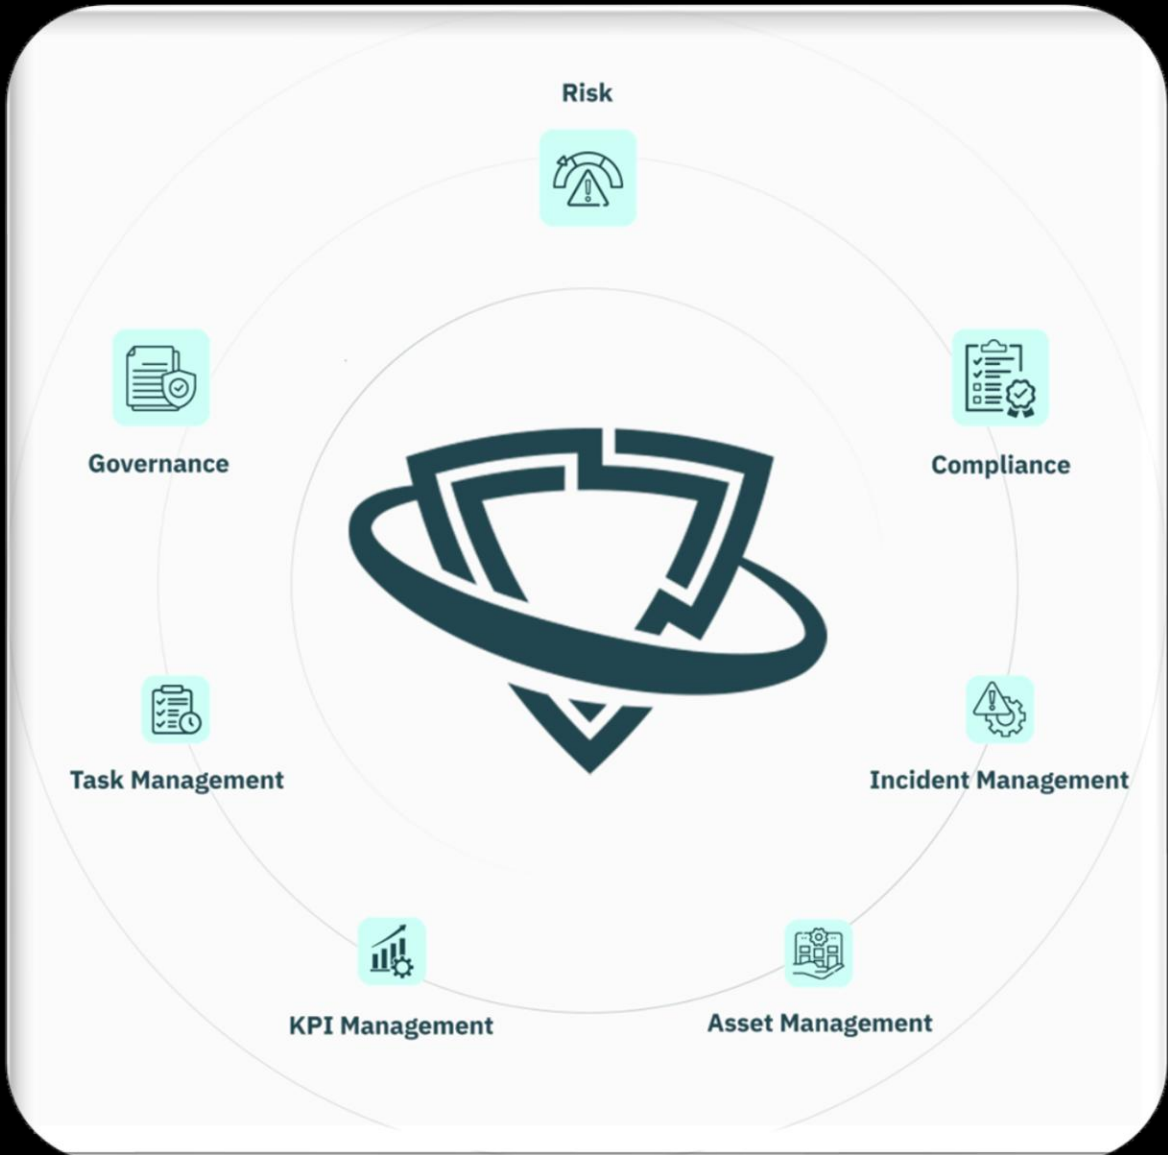 Risk
Governance
Compliance
Task Management
Incident Management
KPI Management
Asset Management